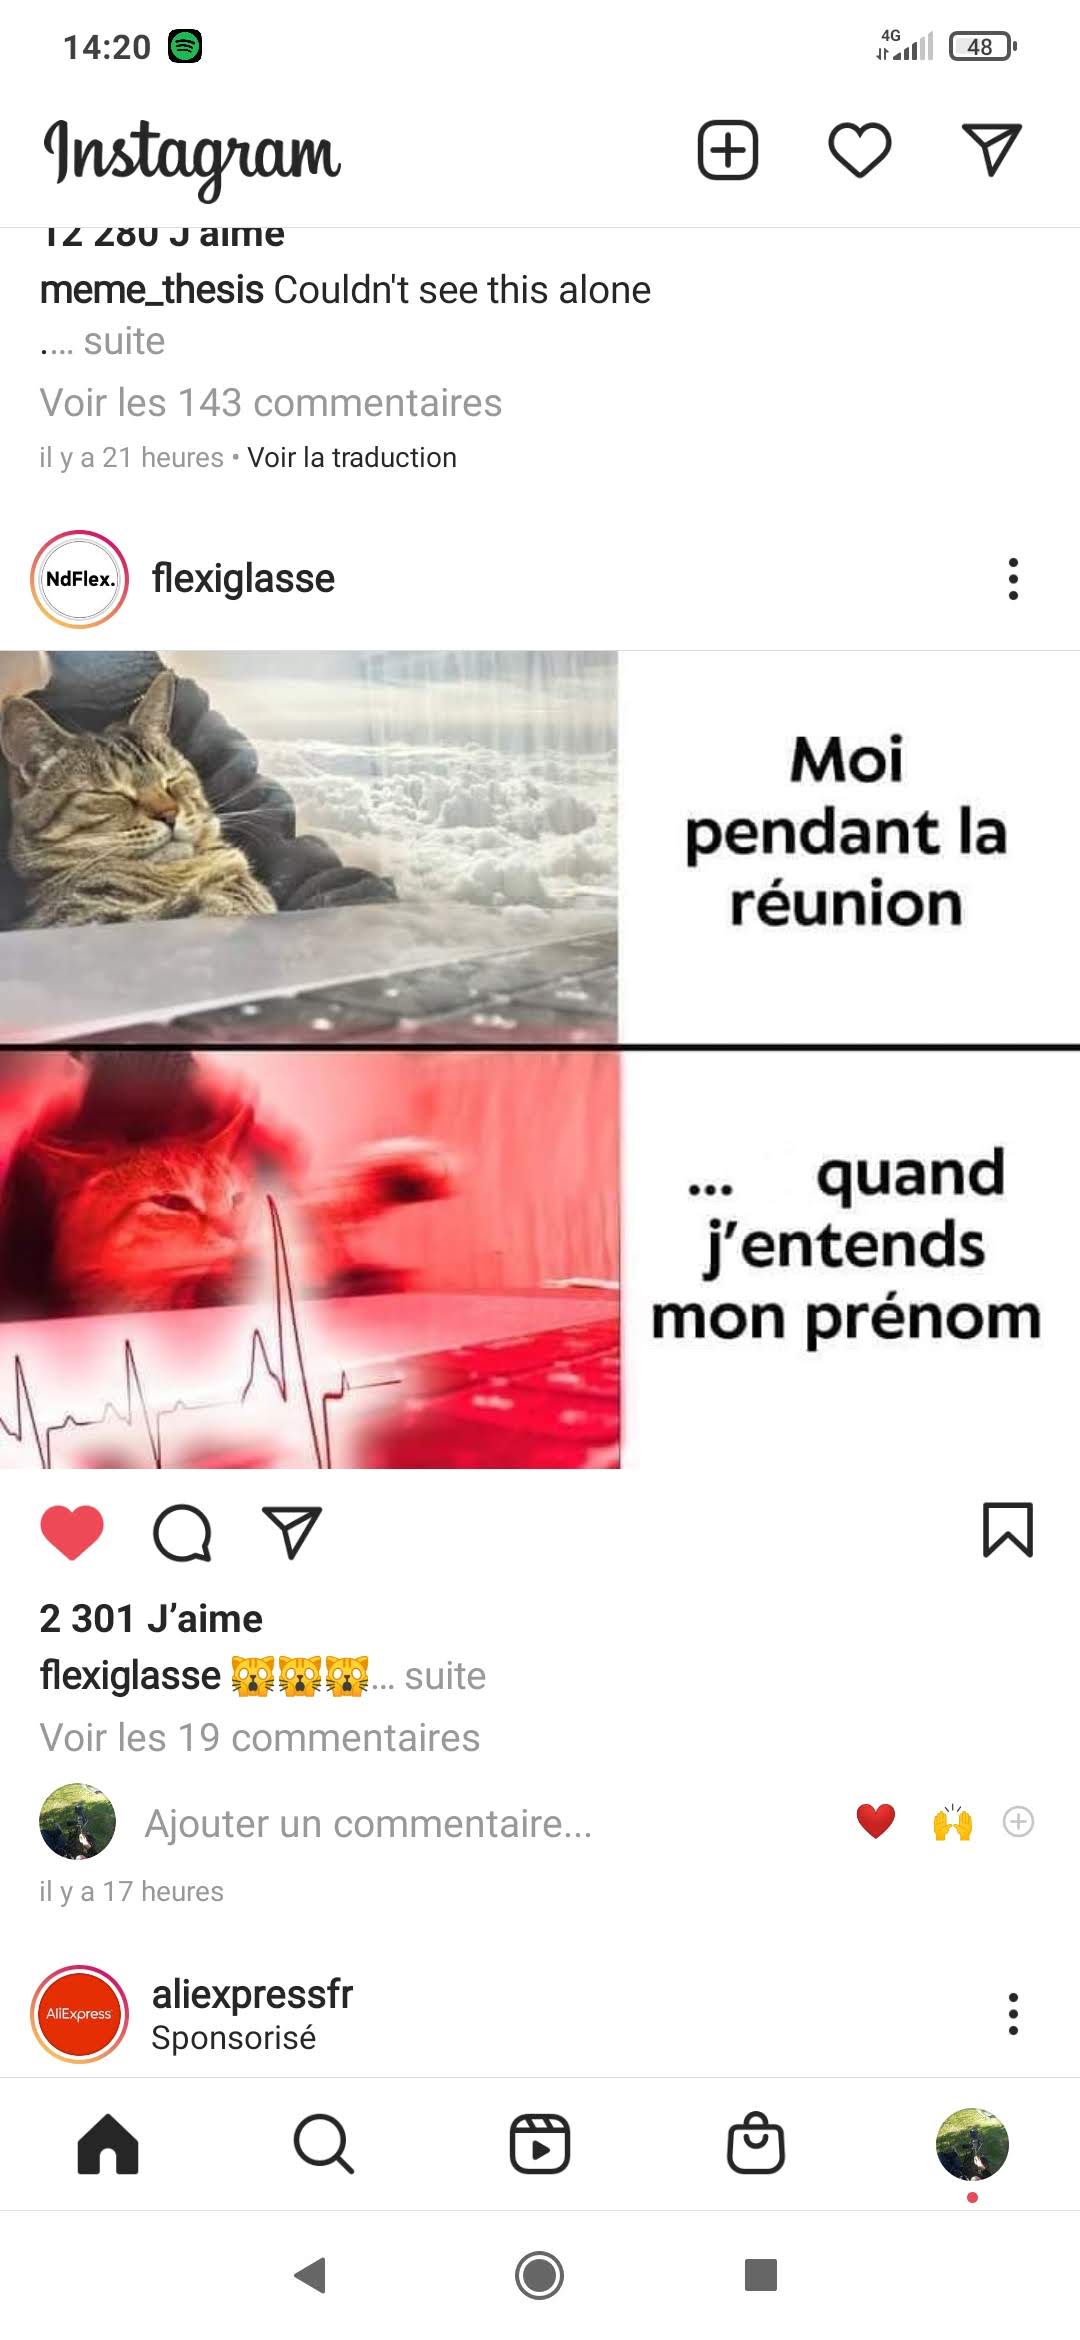 14:20
4G
48
Instagram
12 280 J'aime
meme_thesis Couldn't see this alone
.... suite
Voir les 143 commentaires
il y a 21 heures • Voir la traduction
NdFlex.
flexiglasse
Moi
pendant la
réunion
... quand
j'entends
mon prénom
2 301 J'aime
flexiglasse 🙀🙀🙀... suite
Voir les 19 commentaires
Ajouter un commentaire...
il y a 17 heures
AliExpress
aliexpressfr
Sponsorisé